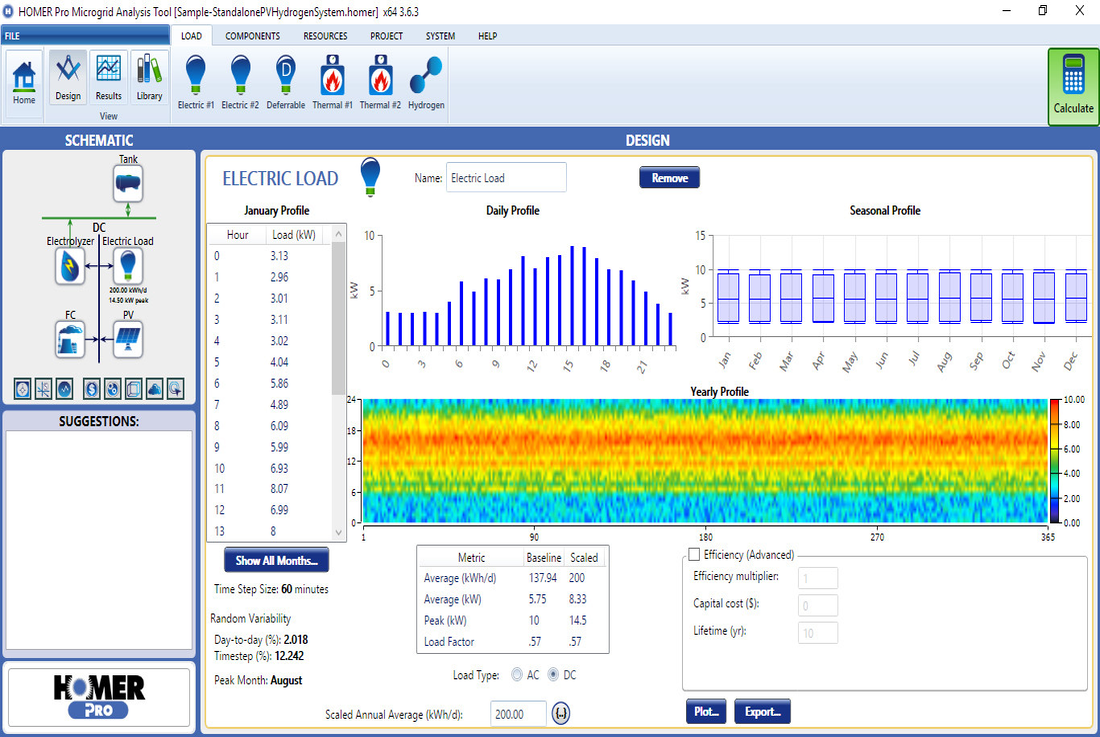 HOMER Pro Microgrid Analysis Tool [Sample-StandalonePVHydrogenSystem.homer] x64 3.6.3
FILE LOAD COMPONENTS RESOURCES PROJECT SYSTEM HELP
Home Design Results Library
View
Electric #1 Electric #2 Deferrable Thermal #1 Thermal #2 Hydrogen
D
Calculate
SCHEMATIC
Tank
DC
Electrolyzer Electric Load
200.00 kWh/d
14.50 kW peak
FC PV
SUGGESTIONS:
HOMER
Pro
DESIGN
ELECTRIC LOAD
Name: Electric Load
Remove
January Profile
Hour Load (kW)
0 3.13
1 2.96
2 3.01
3 3.11
4 3.02
5 4.04
6 5.86
7 4.89
8 6.09
9 5.99
10 6.93
11 8.07
12 6.99
13 8
Show All Months...
Time Step Size: 60 minutes
Random Variability
Day-to-day (%): 2.018
Timestep (%): 12.242
Peak Month: August
Daily Profile
kW
10
5
0
0 3 6 9 12 15 18 21
Seasonal Profile
kW
15
10
5
0
Jan Feb Mar Apr May Jun Jul Aug Sep Oct Nov Dec
Yearly Profile
24
18
12
6
0
1 90 180 270 365
10.00
8.00
6.00
4.00
2.00
0.00
Metric Baseline Scaled
Average (kWh/d) 137.94 200
Average (kW) 5.75 8.33
Peak (kW) 10 14.5
Load Factor .57 .57
Load Type: AC DC
Scaled Annual Average (kWh/d): 200.00 {..}
Efficiency (Advanced)
Efficiency multiplier: 1
Capital cost ($): 0
Lifetime (yr): 10
Plot... Export...